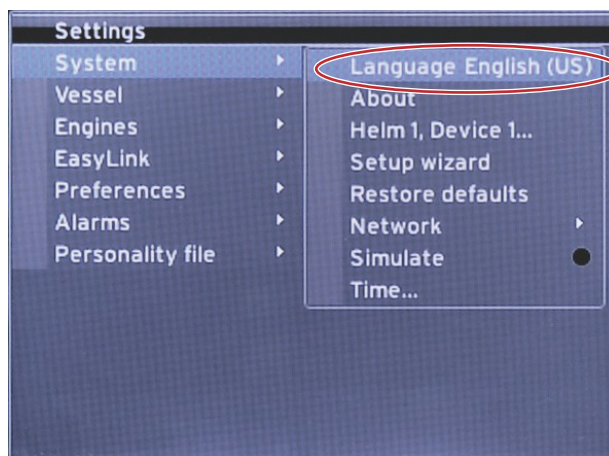 Settings
System
Vessel
Engines
EasyLink
Preferences
Alarms
Personality file
Language English (US)
About
Helm 1, Device 1...
Setup wizard
Restore defaults
Network
Simulate
Time...